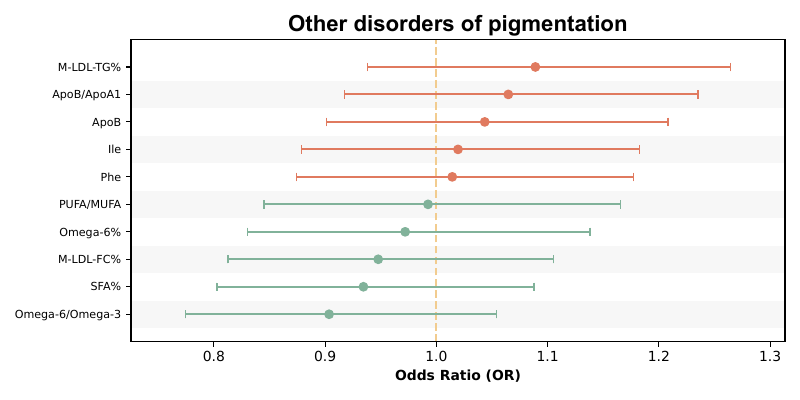 Other disorders of pigmentation
M-LDL-TG%
ApoB/ApoA1
ApoB
Ile
Phe
PUFA/MUFA
Omega-6%
M-LDL-FC%
SFA%
Omega-6/Omega-3
0.8 0.9 1.0 1.1 1.2 1.3
Odds Ratio (OR)